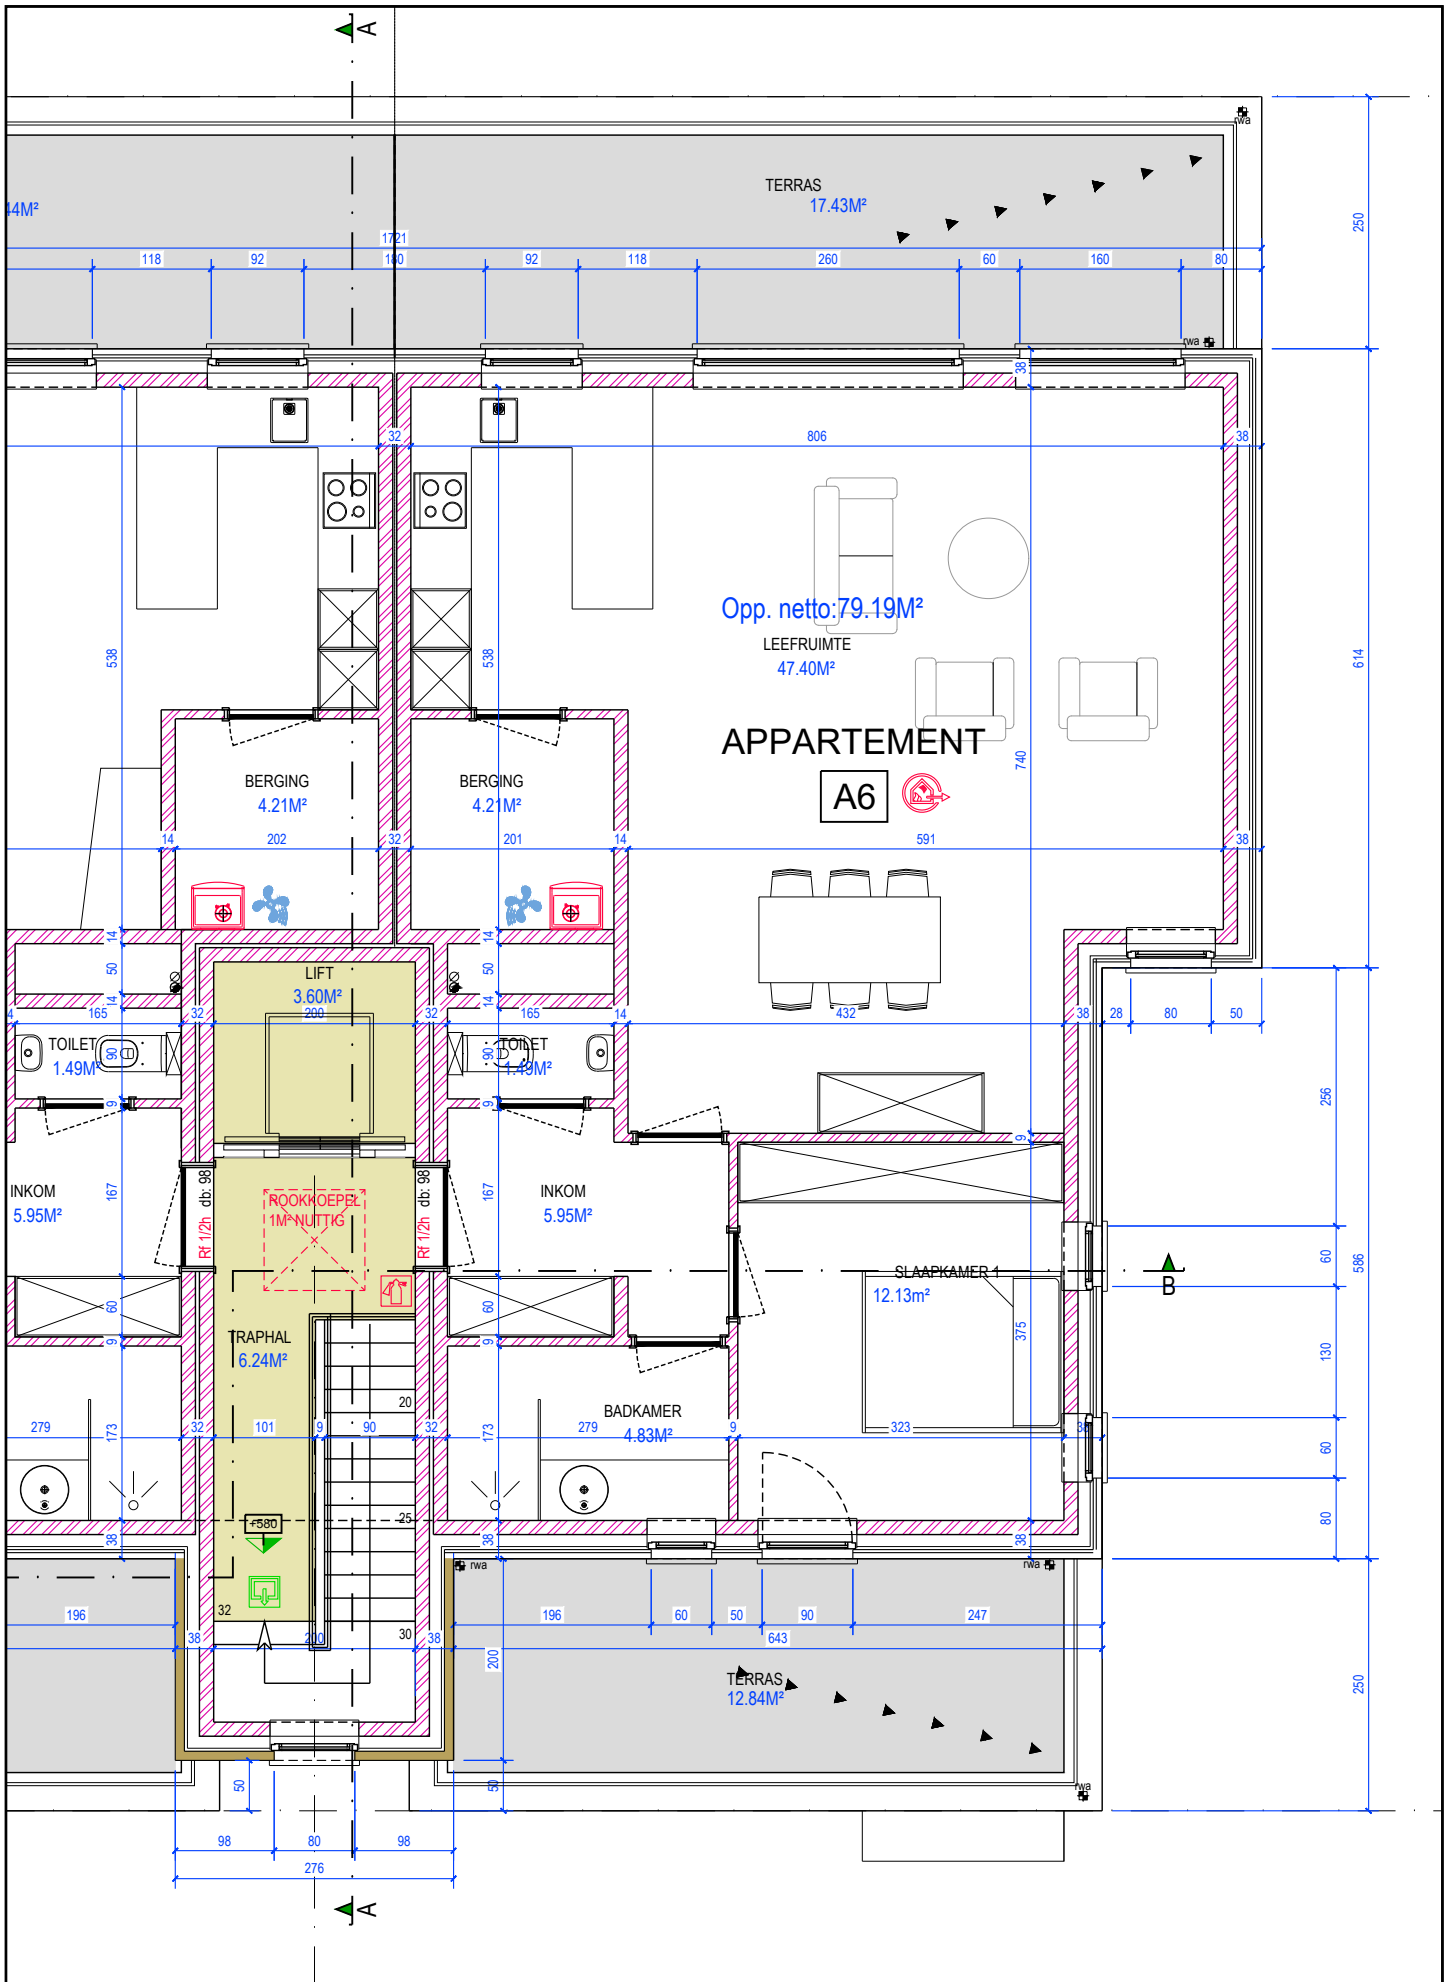 A
rwa
TERRAS
44M²
17.43M²
250
1721
118 92 180 92 118 260 60 160 80
rwa
38
32 806 38
Opp. netto:79.19M²
538 538 LEEFRUIMTE 614
47.40M²
APPARTEMENT
740
BERGING BERGING
4.21M² 4.21M²
A6
14 202 32 201 14 591 38
14 14
50 LIFT 50
3.60M²
14 14
4 165 32 200 32 165 14 432 38 28 80 50
TOILET TOILET
90 90
1.49M² 1.49M²
9 9 256
9
db: 98 db: 98
INKOM 167 ROOKKOEPEL 167 INKOM
5.95M² 1M² NUTTIG 5.95M²
Rf 1/2h Rf 1/2h
60 586
SLAAPKAMER 1
B
12.13m²
60 60
TRAPHAL 375
9 6.24M² 9 130
20
BADKAMER
279 173 32 101 9 90 32 173 279 4.83M² 9 323 38
60
+580 25
80
38 38 38
rwa rwa
32
196 196 60 50 90 247
30
38 200 38 643
200
TERRAS
12.84M² 250
50 50 rwa
98 80 98
276
A